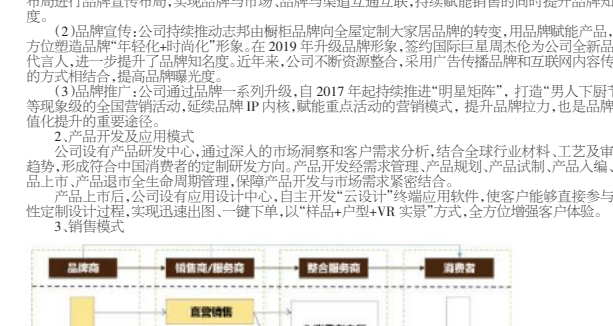 布局进行品牌宣传布局，实现品牌与市场、品牌与渠道互通互联，持续赋能销售的同时提升品牌知
度。
（2)品牌宣传：公司持续推动志邦由橱柜品牌向全屋定制大家居品牌的转变，用品牌赋能产品，
方位塑造品牌“年轻化+时尚化”形象。在 2019 年升级品牌形象，签约国际巨星周杰伦为公司全新品
代言人，进一步提升了品牌知名度。近年来，公司不断资源整合，采用广告传播品牌和互联网内容传
的方式相结合，提高品牌曝光度。
（3)品牌推广：公司通过品牌一系列升级，自 2017 年起持续推进“明星矩阵”，打造“男人下厨节
等现象级的全国营销活动，延续品牌 IP 内核，赋能重点活动的营销模式，提升品牌拉力，也是品牌
值化提升的重要途径。
2、产品开发及应用模式
公司设有产品研发中心，通过深入的市场洞察和客户需求分析，结合全球行业材料、工艺及审
趋势，形成符合中国消费者的定制研发方向。产品开发经需求管理、产品规划、产品试制、产品入编、
品上市、产品退市全生命周期管理，保障产品开发与市场需求紧密结合。
产品上市后，公司设有应用设计中心，自主开发“云设计”终端应用软件，使客户能够直接参与
性定制设计过程，实现迅速出图、一键下单，以“样品+户型+VR 实景”方式，全方位增强客户体验。
3、销售模式
品牌商 销售商/服务商 整合服务商 消费者
直营销售